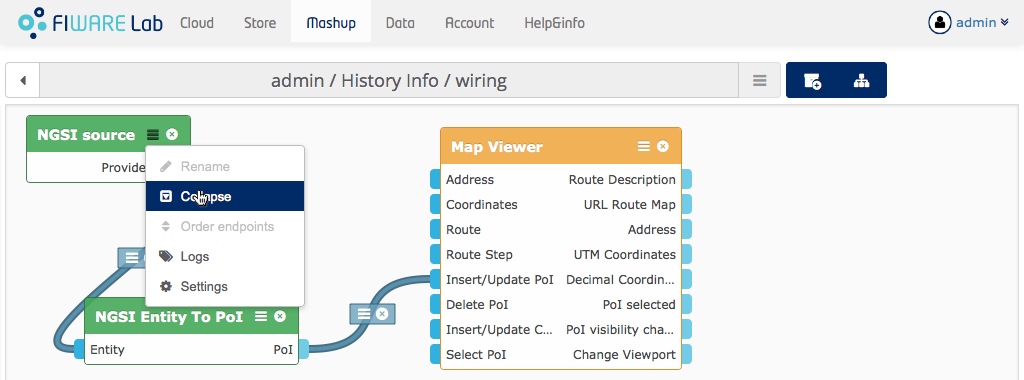 FIWARE Lab Cloud Store Mashup Data Account Help&info admin
admin / History Info / wiring
NGSI source
Provide
Rename
Collapse
Order endpoints
Logs
Settings
NGSI Entity To PoI
Entity PoI
Map Viewer
Address Route Description
Coordinates URL Route Map
Route Address
Route Step UTM Coordinates
Insert/Update PoI Decimal Coordin...
Delete PoI PoI selected
Insert/Update C... PoI visibility cha...
Select PoI Change Viewport